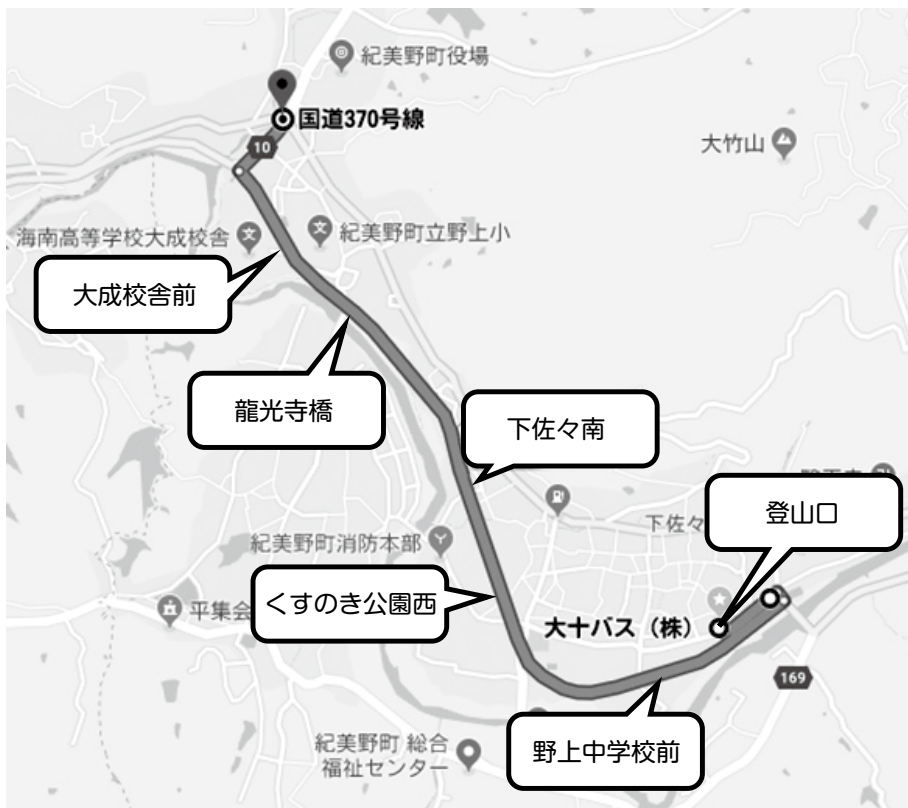 紀美野町役場
国道370号線
大竹山
10
海南高等学校大成校舎
紀美野町立野上小
大成校舎前
龍光寺橋
下佐々南
登山口
下佐々
紀美野町消防本部
くすのき公園西
平集会
大十バス（株）
169
野上中学校前
紀美野町 総合
福祉センター